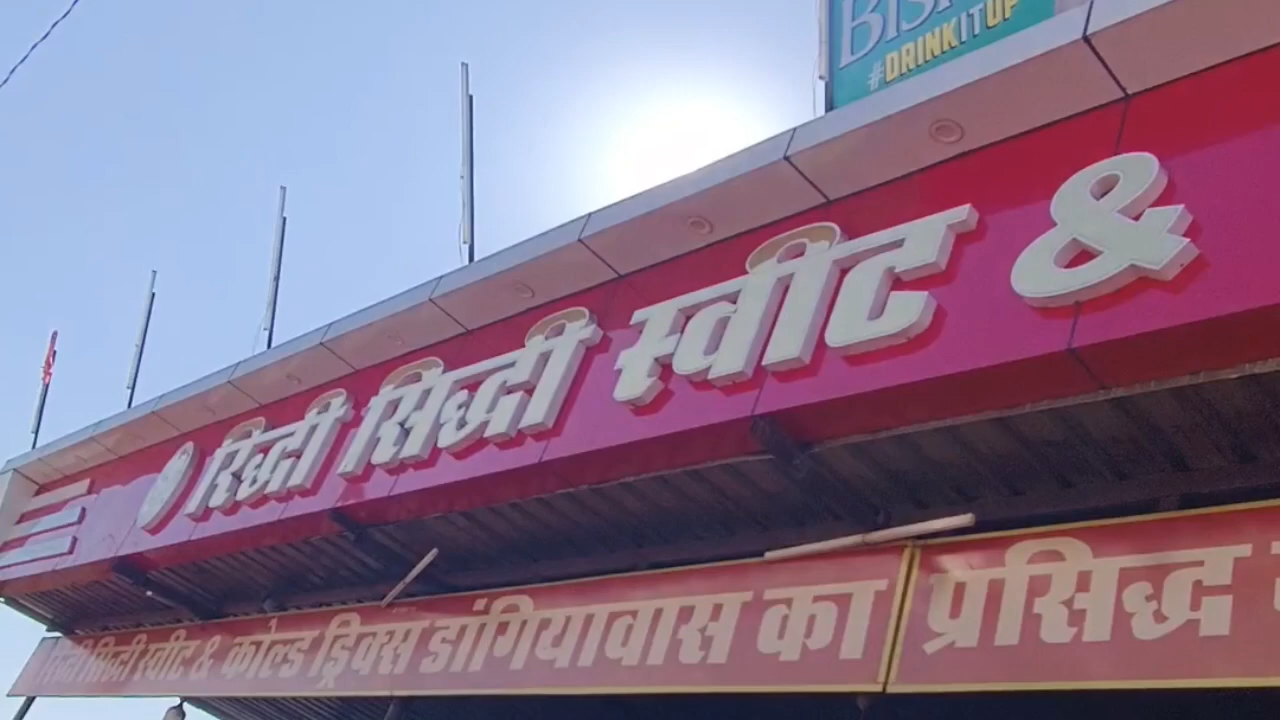 #DRINKITUP
रिध्दी सिध्दी स्वीट &
रिध्दी सिध्दी स्वीट & कोल्ड ड्रिंक्स डांगियावास का प्रसिद्ध